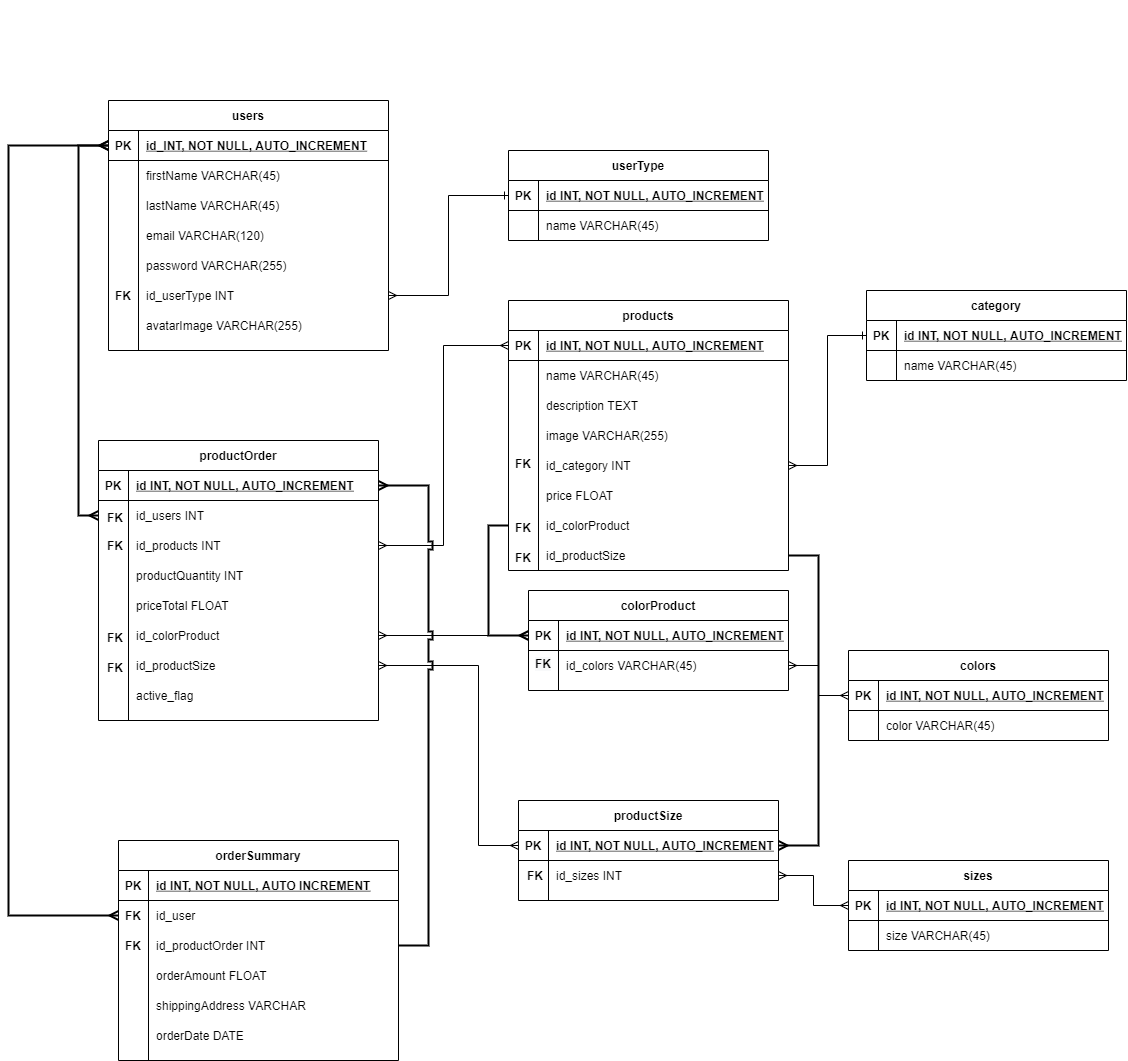 users
PK id_INT, NOT NULL, AUTO_INCREMENT
firstName VARCHAR(45)
lastName VARCHAR(45)
email VARCHAR(120)
password VARCHAR(255)
FK id_userType INT
avatarImage VARCHAR(255)
userType
PK id INT, NOT NULL, AUTO_INCREMENT
name VARCHAR(45)
products
PK id INT, NOT NULL, AUTO_INCREMENT
name VARCHAR(45)
description TEXT
image VARCHAR(255)
FK id_category INT
price FLOAT
FK id_colorProduct
FK id_productSize
category
PK id INT, NOT NULL, AUTO_INCREMENT
name VARCHAR(45)
productOrder
PK id INT, NOT NULL, AUTO_INCREMENT
FK id_users INT
FK id_products INT
productQuantity INT
priceTotal FLOAT
FK id_colorProduct
FK id_productSize
active_flag
colorProduct
PK id INT, NOT NULL, AUTO_INCREMENT
FK id_colors VARCHAR(45)
colors
PK id INT, NOT NULL, AUTO_INCREMENT
color VARCHAR(45)
productSize
PK id INT, NOT NULL, AUTO_INCREMENT
FK id_sizes INT
sizes
PK id INT, NOT NULL, AUTO_INCREMENT
size VARCHAR(45)
orderSummary
PK id INT, NOT NULL, AUTO INCREMENT
FK id_user
FK id_productOrder INT
orderAmount FLOAT
shippingAddress VARCHAR
orderDate DATE